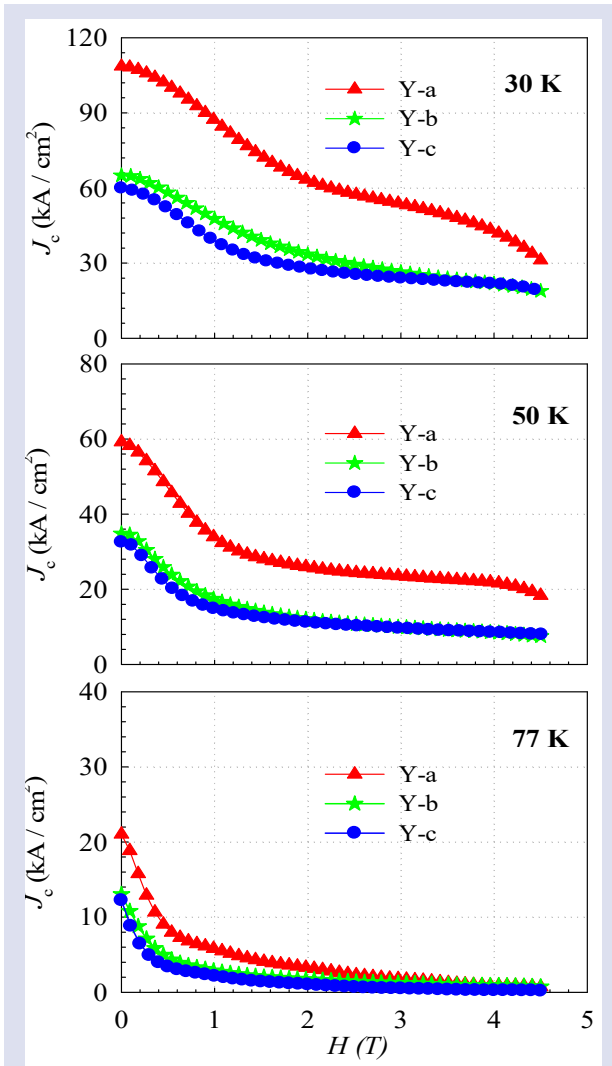 120
90
60
30
0
J_c (kA / cm²)
30 K
Y-a
Y-b
Y-c
80
60
40
20
0
J_c (kA / cm²)
50 K
Y-a
Y-b
Y-c
40
30
20
10
0
J_c (kA / cm²)
77 K
Y-a
Y-b
Y-c
0 1 2 3 4 5
H (T)